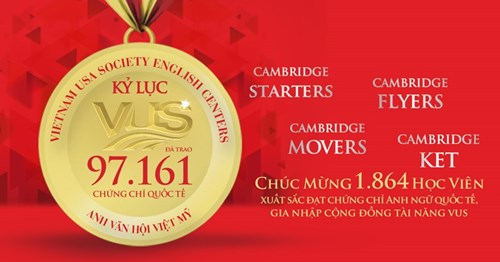 VIETNAM USA SOCIETY ENGLISH CENTERS
KỶ LỤC
VUS
ĐÃ TRAO
97.161
CHỨNG CHỈ QUỐC TẾ
ANH VĂN HỘI VIỆT MỸ
CAMBRIDGE
STARTERS
CAMBRIDGE
FLYERS
CAMBRIDGE
MOVERS
CAMBRIDGE
KET
CHÚC MỪNG 1.864 HỌC VIÊN
XUẤT SẮC ĐẠT CHỨNG CHỈ ANH NGỮ QUỐC TẾ,
GIA NHẬP CỘNG ĐỒNG TÀI NĂNG VUS